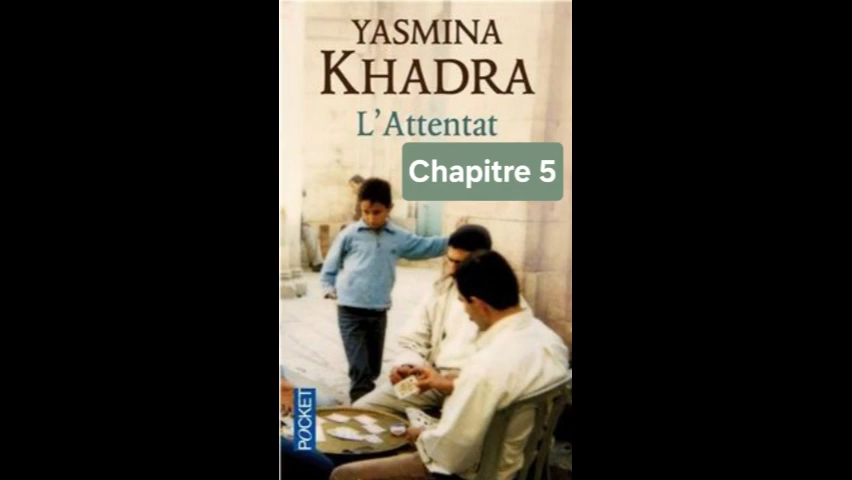 YASMINA
KHADRA
L'Attentat
Chapitre 5
POCKET